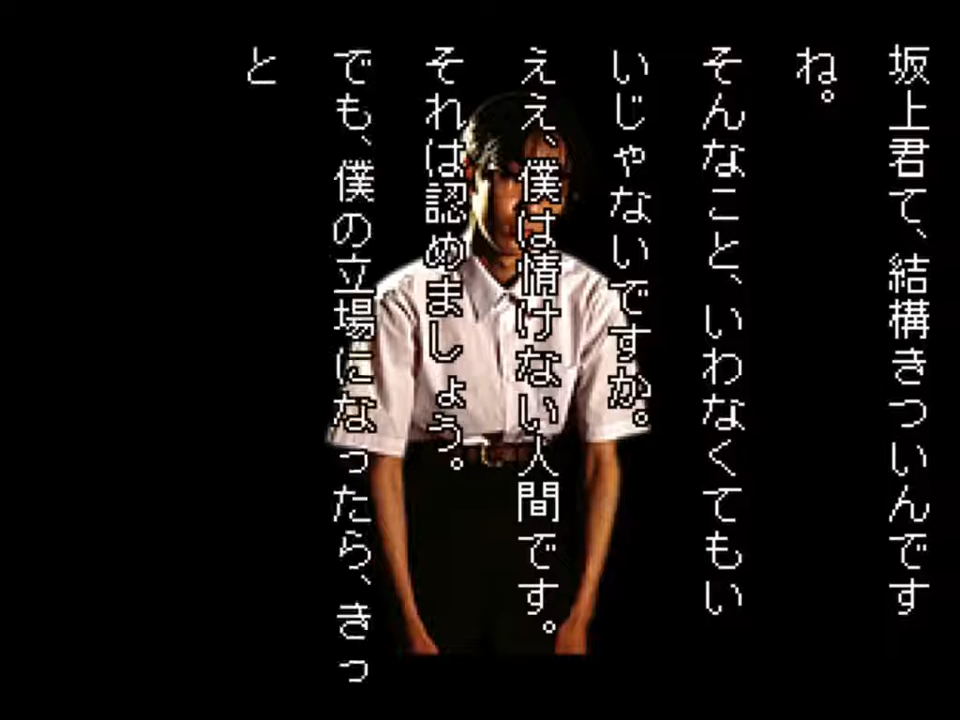 坂上君て、結構きついんです
ね。
そんなこと、いわなくてもい
いじゃないですか。
ええ、僕は情けない人間です。
それは認めましょう。
でも、僕の立場になったら、きっ
と